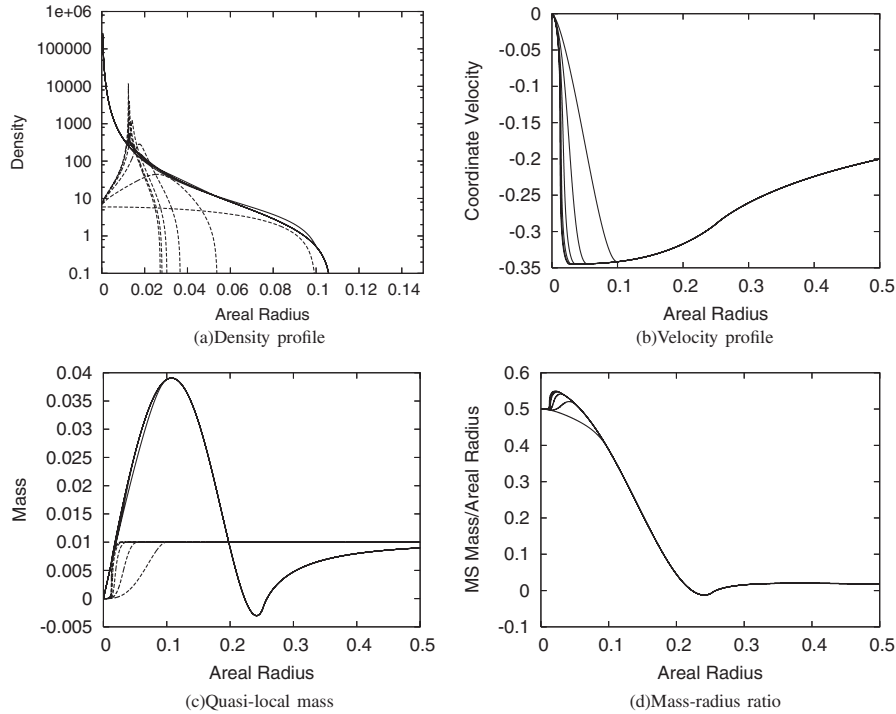 1e+06
100000
10000
1000
100
10
1
0.1
Density
0 0.02 0.04 0.06 0.08 0.1 0.12 0.14
Areal Radius
(a)Density profile
0
-0.05
-0.1
-0.15
-0.2
-0.25
-0.3
-0.35
Coordinate Velocity
0 0.1 0.2 0.3 0.4 0.5
Areal Radius
(b)Velocity profile
0.04
0.035
0.03
0.025
0.02
0.015
0.010
0.005
0
-0.005
Mass
0 0.1 0.2 0.3 0.4 0.5
Areal Radius
(c)Quasi-local mass
0.6
0.5
0.4
0.3
0.2
0.1
0
-0.1
MS Mass/Areal Radius
0 0.1 0.2 0.3 0.4 0.5
Areal Radius
(d)Mass-radius ratio